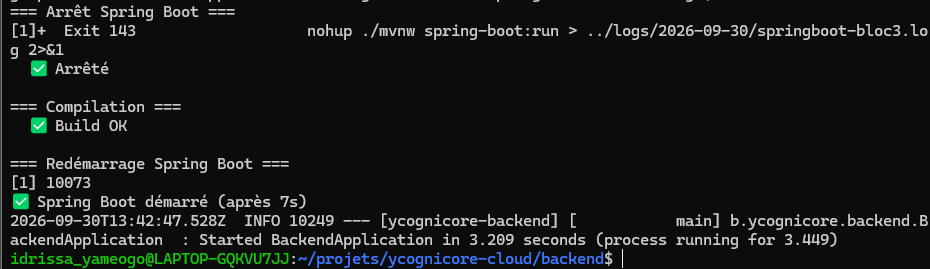 === Arrêt Spring Boot ===
[1]+  Exit 143                nohup ./mvnw spring-boot:run > ../logs/2026-09-30/springboot-bloc3.lo
g 2>&1
  ✅ Arrêté

=== Compilation ===
  ✅ Build OK

=== Redémarrage Spring Boot ===
[1] 10073
✅ Spring Boot démarré (après 7s)
2026-09-30T13:42:47.528Z  INFO 10249 --- [ycognicore-backend] [           main] b.ycognicore.backend.B
ackendApplication  : Started BackendApplication in 3.209 seconds (process running for 3.449)
idrissa_yameogo@LAPTOP-GQKVU7JJ:~/projets/ycognicore-cloud/backend$